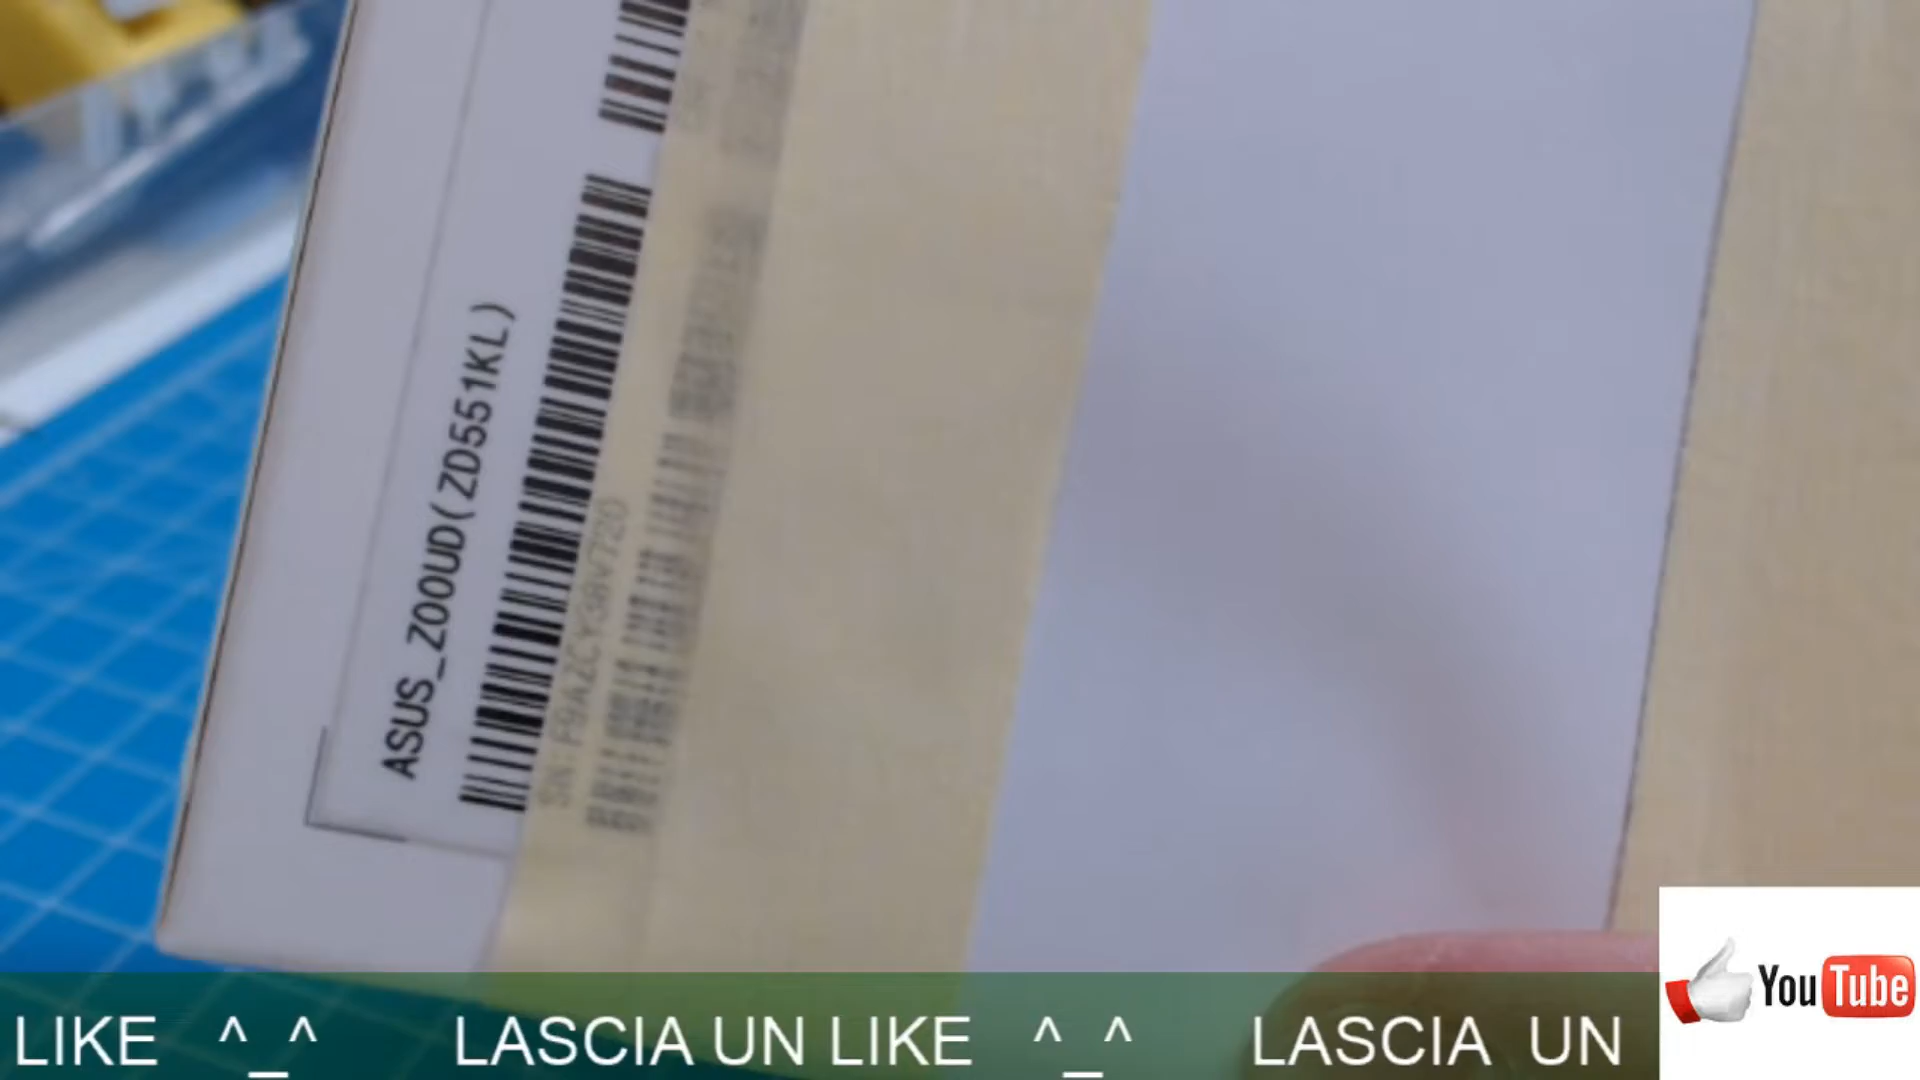 ASUS_Z00UD(ZD551KL)
LIKE ^_^ LASCIA UN LIKE ^_^ LASCIA UN
YouTube